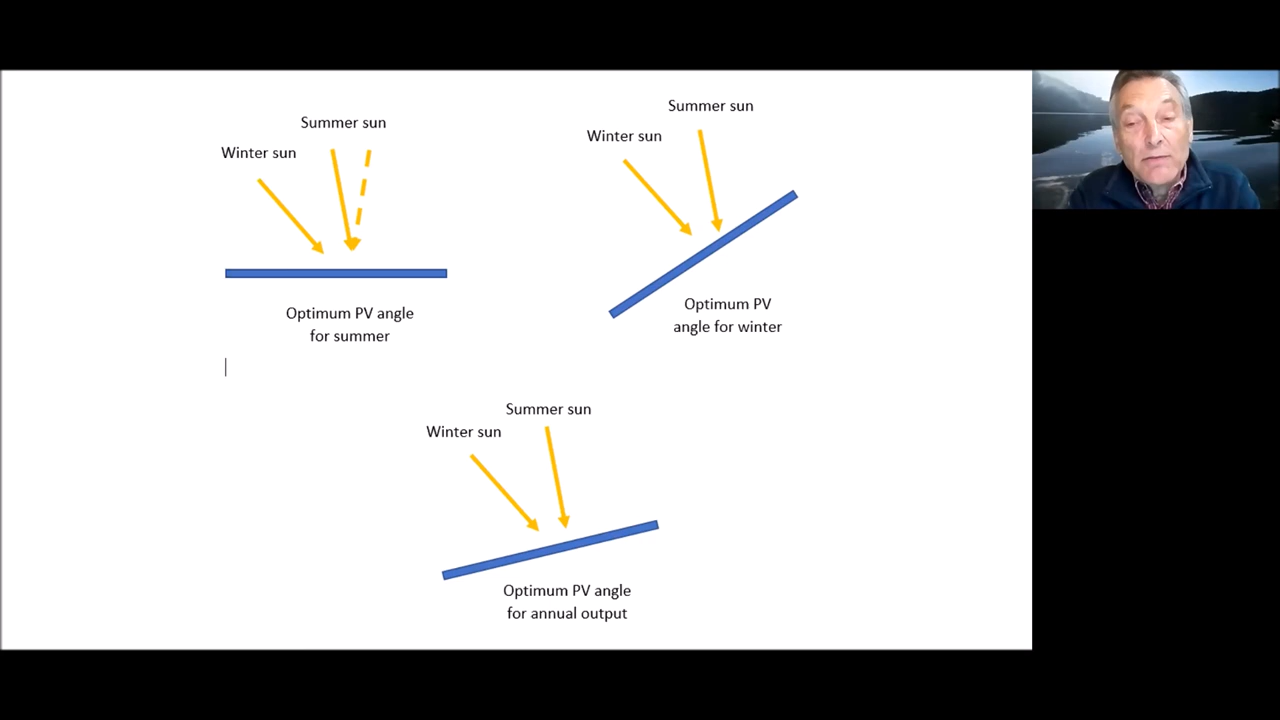 Summer sun
Winter sun
Optimum PV angle
for summer
Summer sun
Winter sun
Optimum PV
angle for winter
Summer sun
Winter sun
Optimum PV angle
for annual output